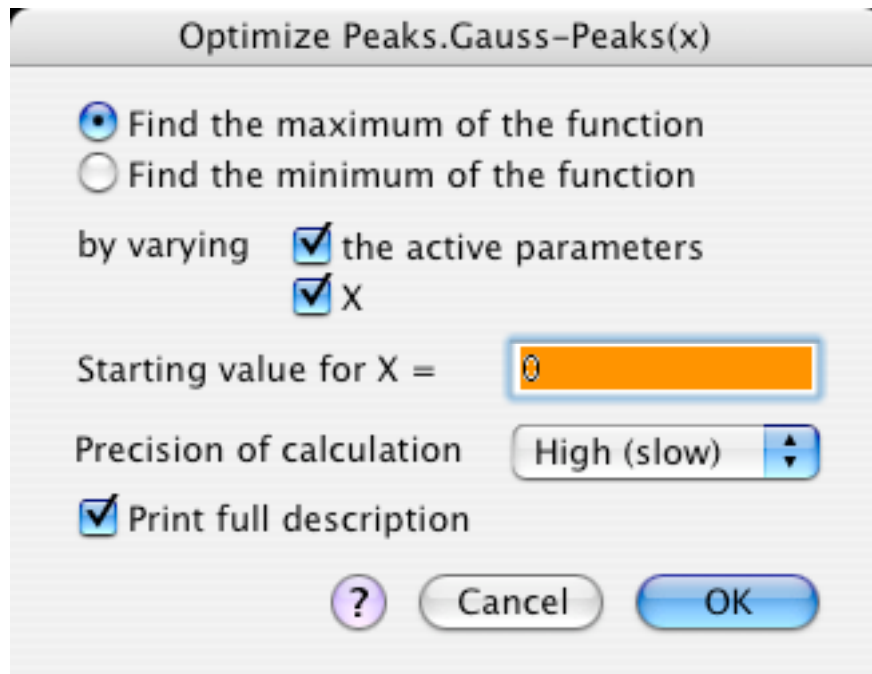 Optimize Peaks.Gauss-Peaks(x)
Find the maximum of the function
Find the minimum of the function
by varying the active parameters
X
Starting value for X = 0
Precision of calculation High (slow)
Print full description
? Cancel OK